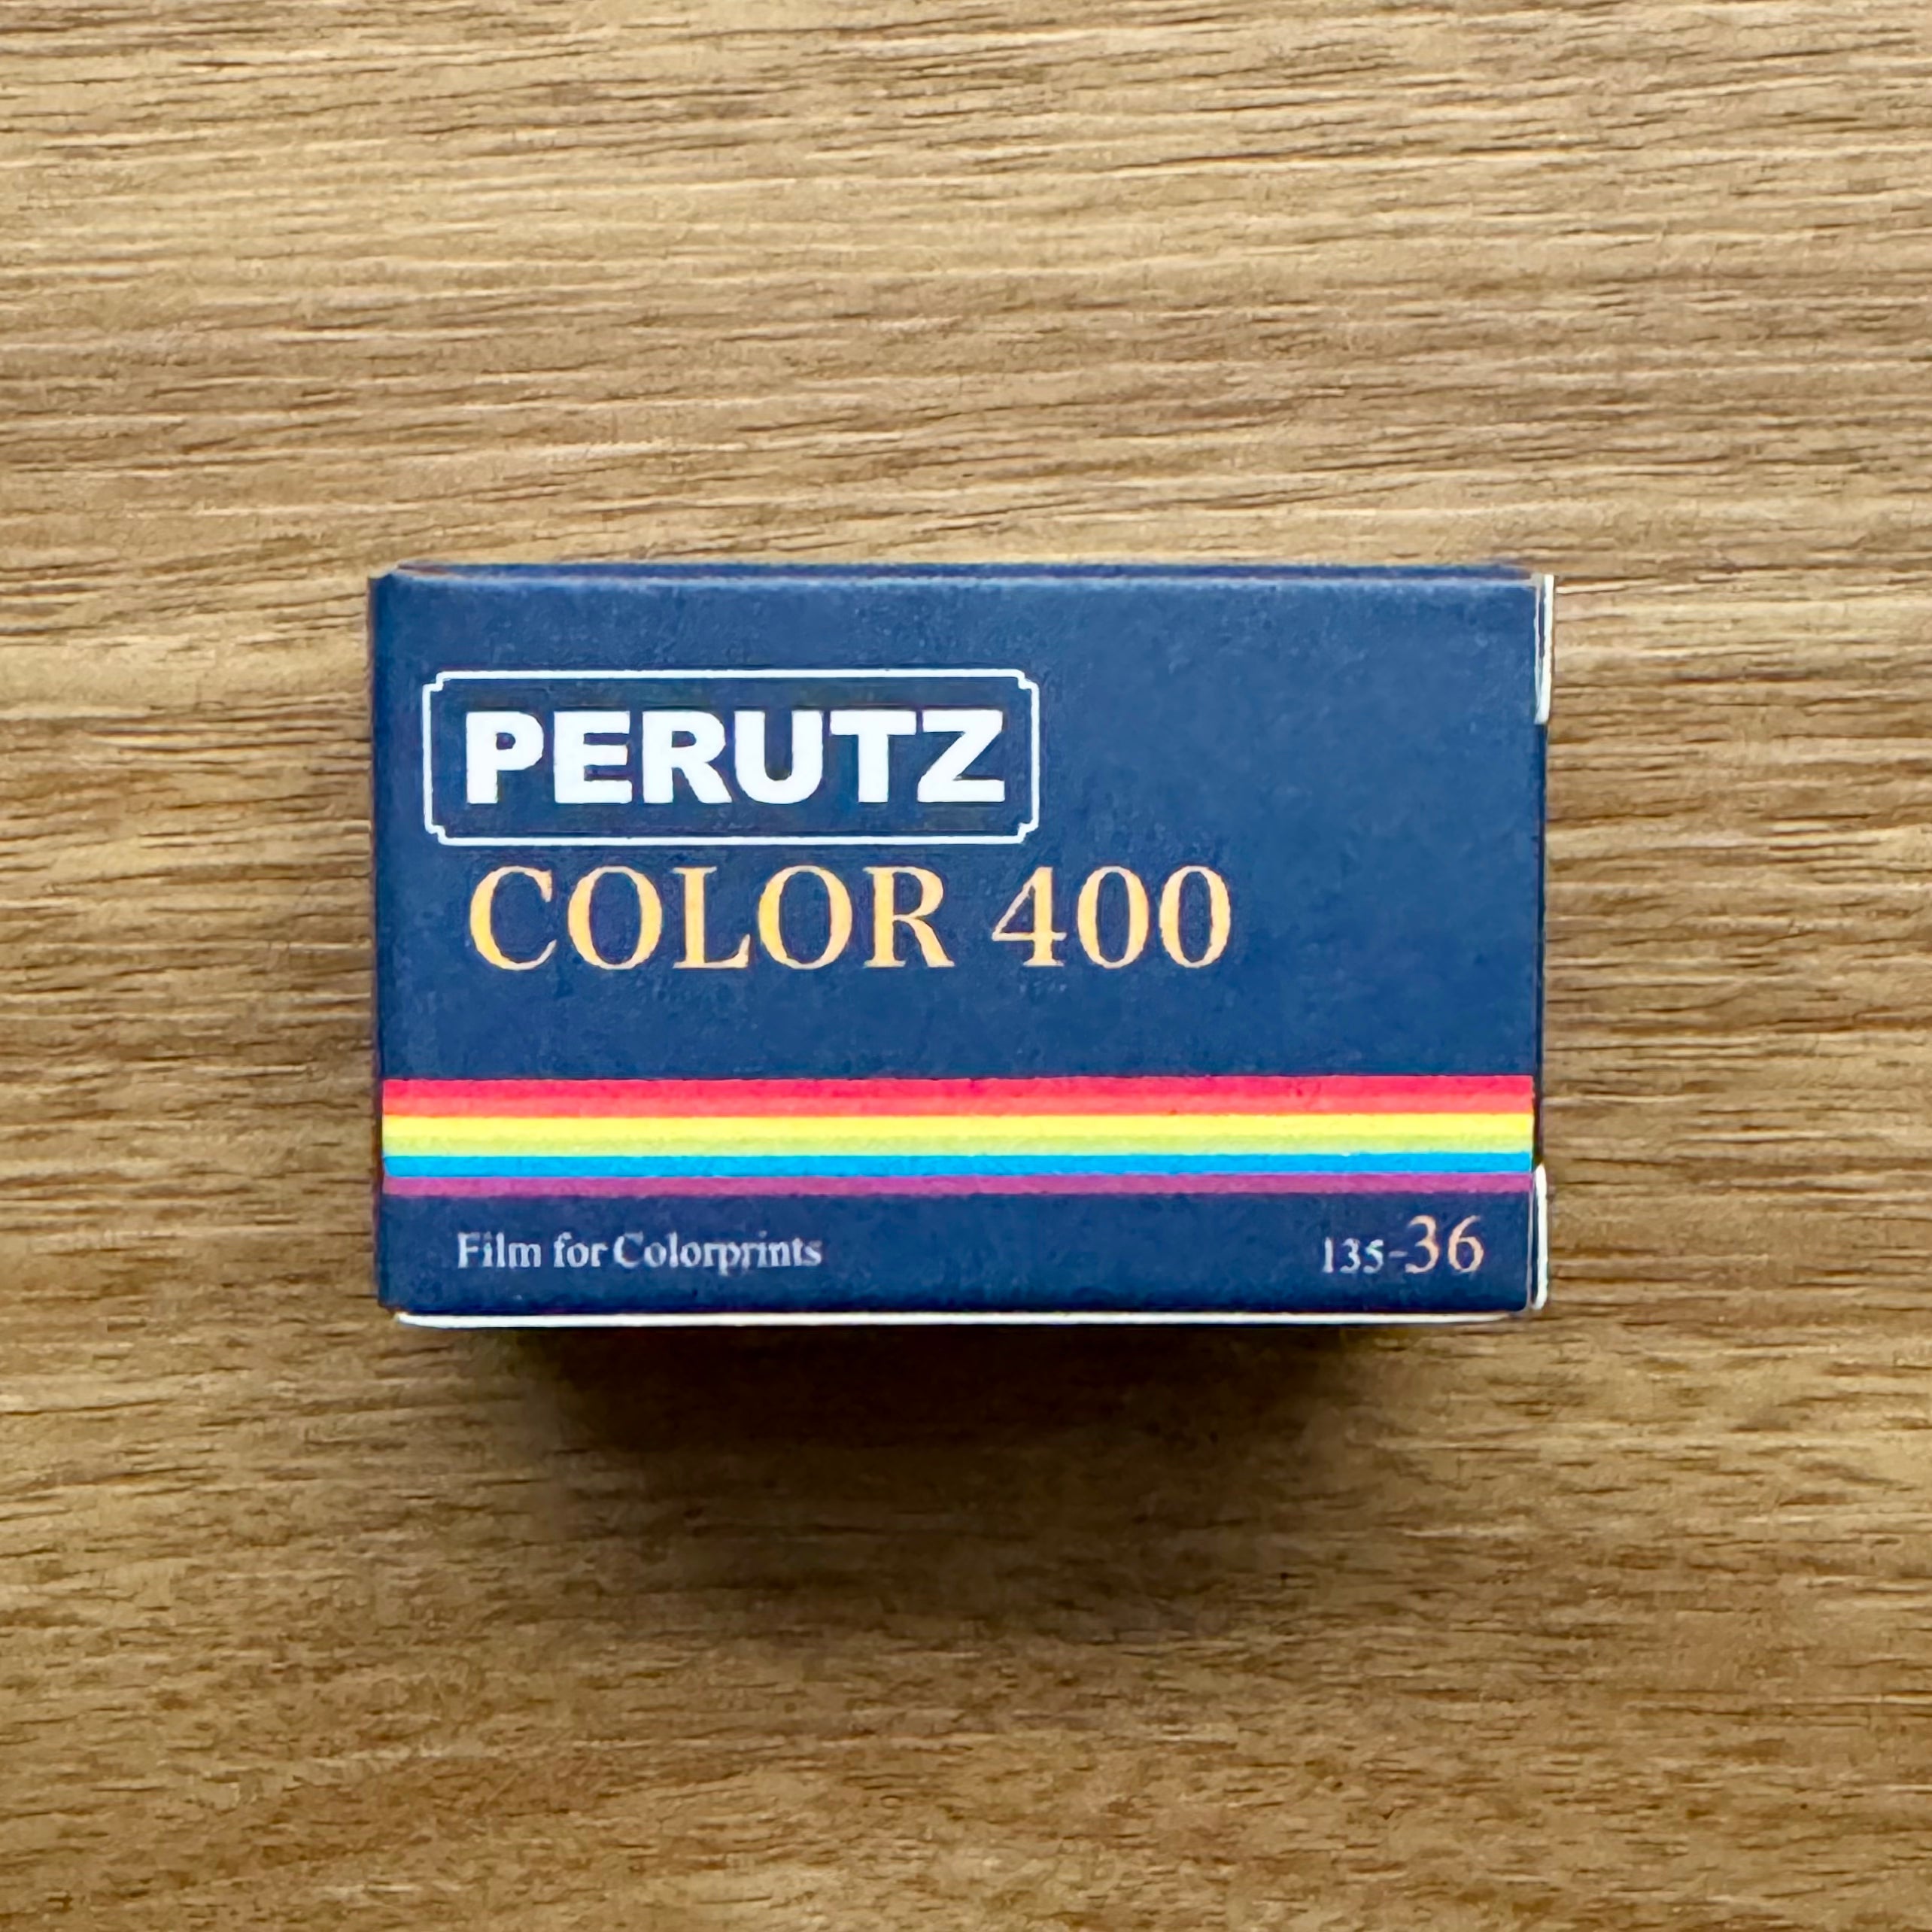 PERUTZ
COLOR 400
Film for Colorprints
135-36